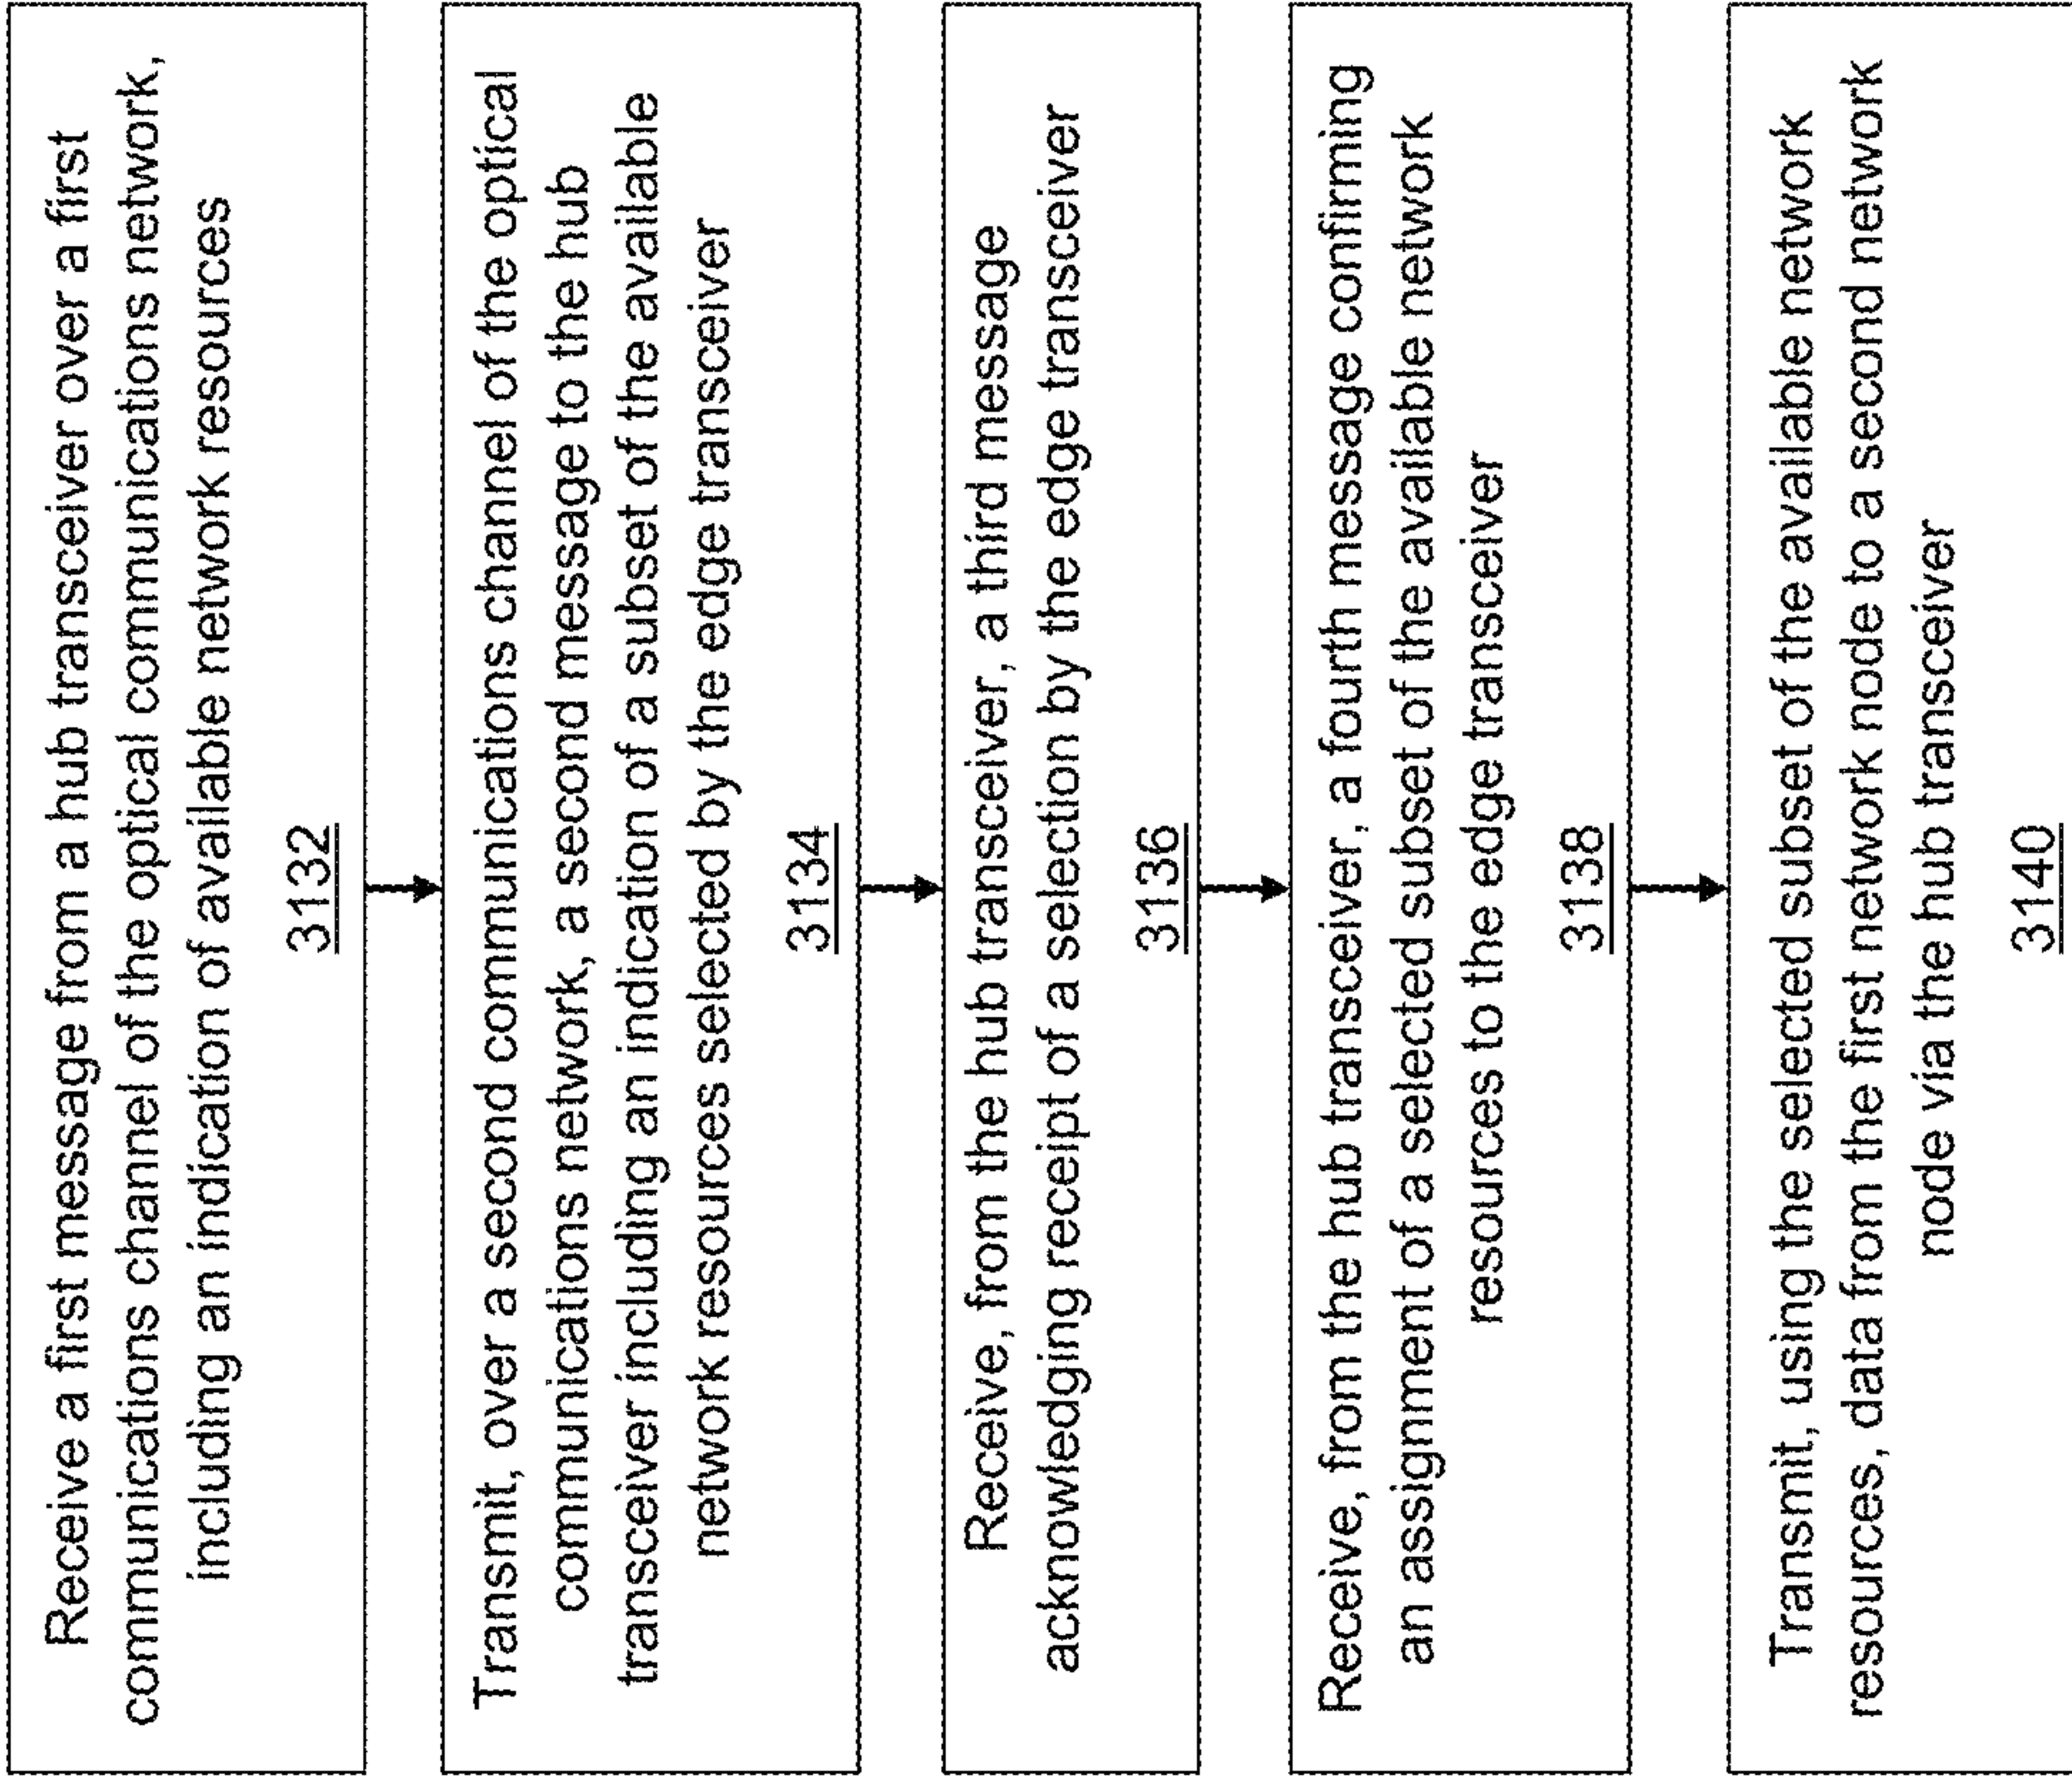 Receive a first message from a hub transceiver over a first
communications channel of the optical communications network,
including an indication of available network resources
3132
Transmit, over a second communications channel of the optical
communications network, a second message to the hub
transceiver including an indication of a subset of the available
network resources selected by the edge transceiver
3134
Receive, from the hub transceiver, a third message
acknowledging receipt of a selection by the edge transceiver
3136
Receive, from the hub transceiver, a fourth message confirming
an assignment of a selected subset of the available network
resources to the edge transceiver
3138
Transmit, using the selected subset of the available network
resources, data from the first network node to a second network
node via the hub transceiver
3140